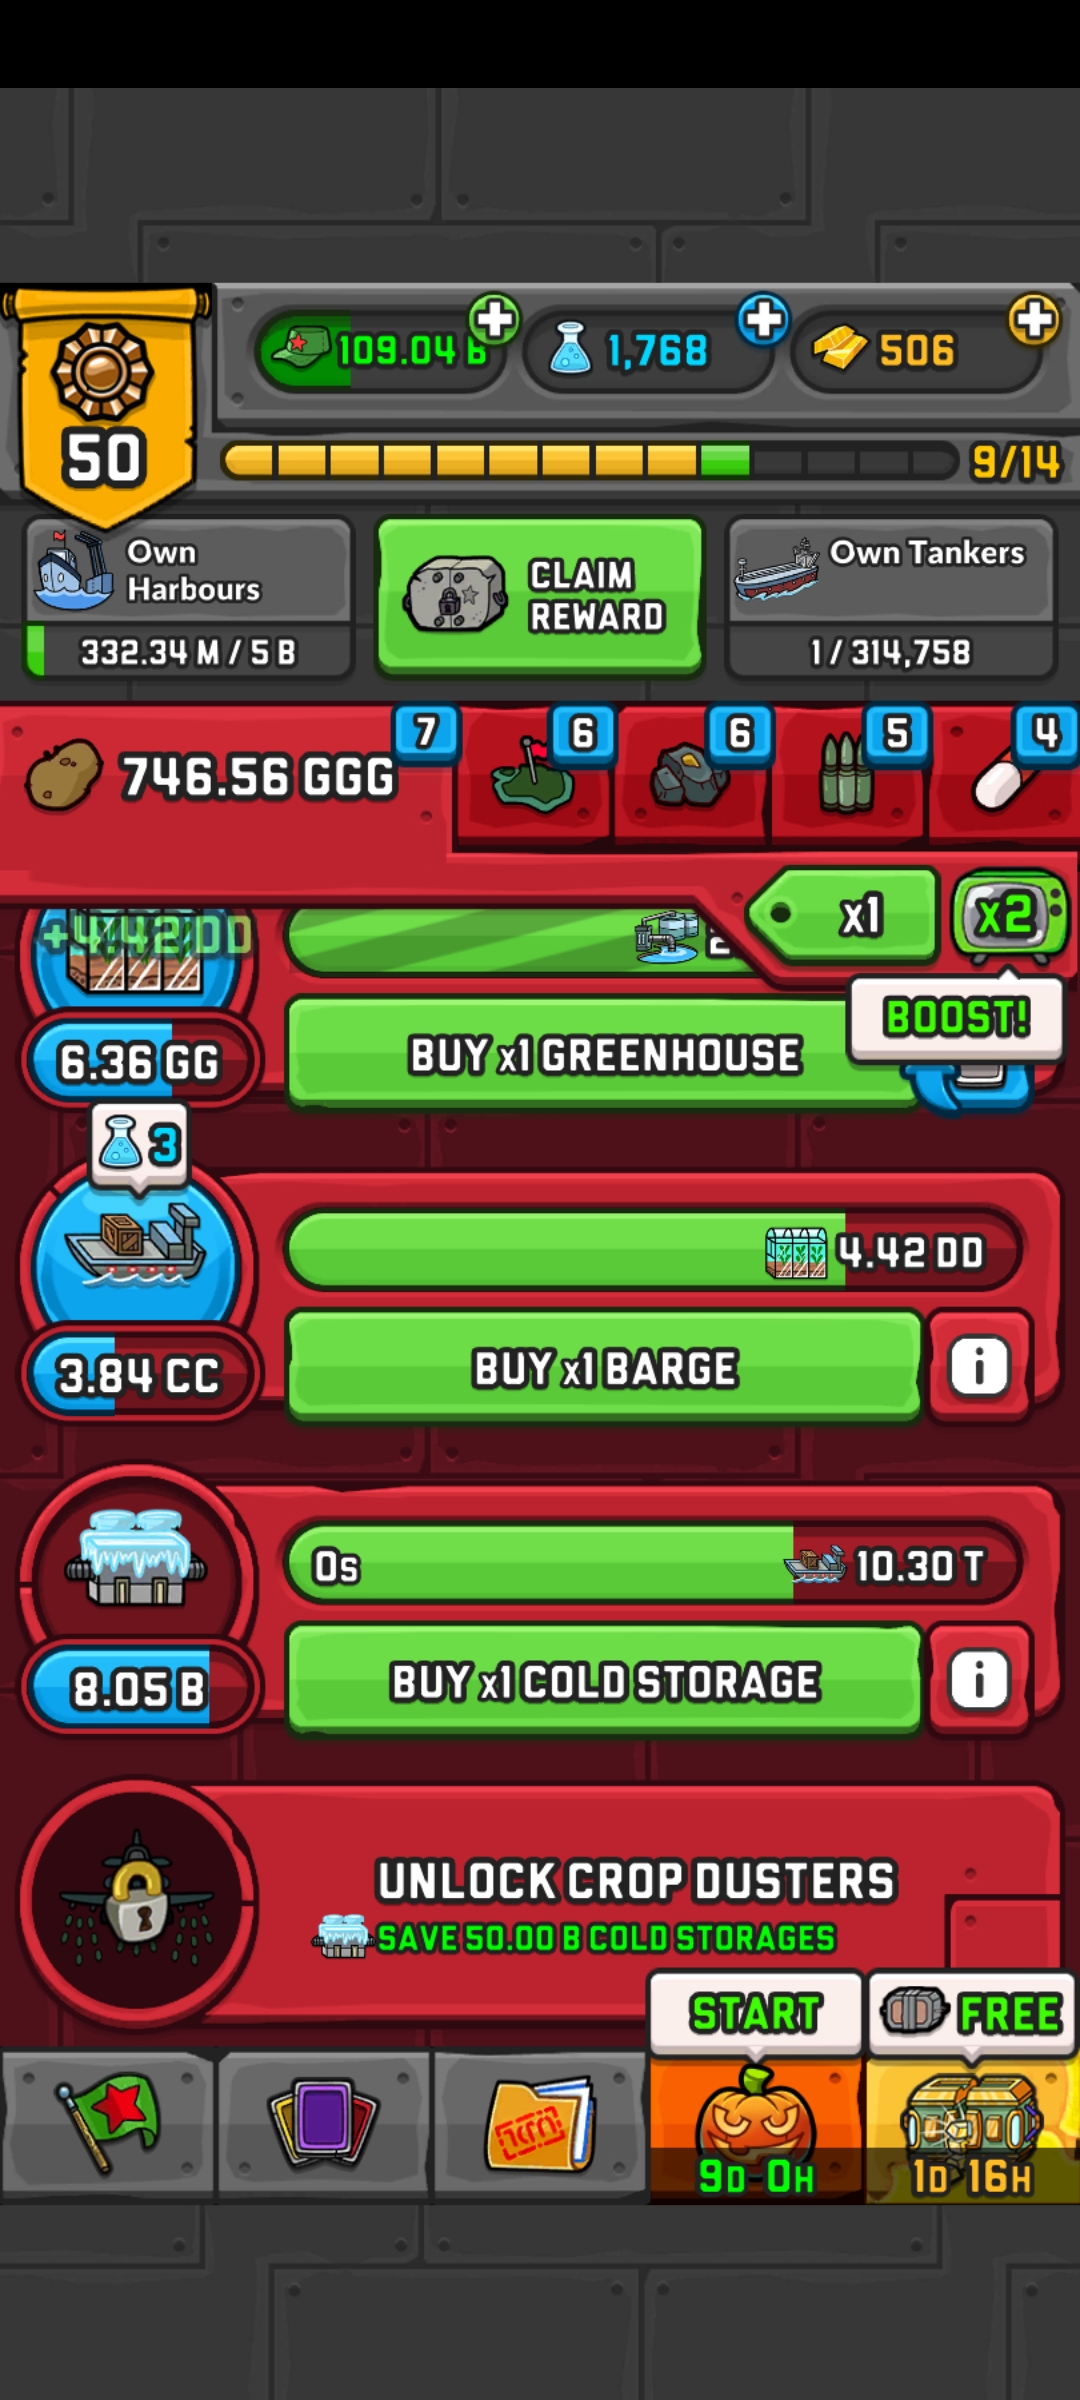 109.04 B
1,768
506
50
9/14
Own Harbours
332.34 M / 5 B
CLAIM REWARD
Own Tankers
1 / 314,758
746.56 GGG
7
6
6
5
4
x1
x2
BOOST!
+4.42 DD
6.36 GG
BUY x1 GREENHOUSE
3
4.42 DD
3.84 CC
BUY x1 BARGE
i
0s
10.30 T
8.05 B
BUY x1 COLD STORAGE
i
UNLOCK CROP DUSTERS
SAVE 50.00 B COLD STORAGES
START
FREE
9D 0H
1D 16H